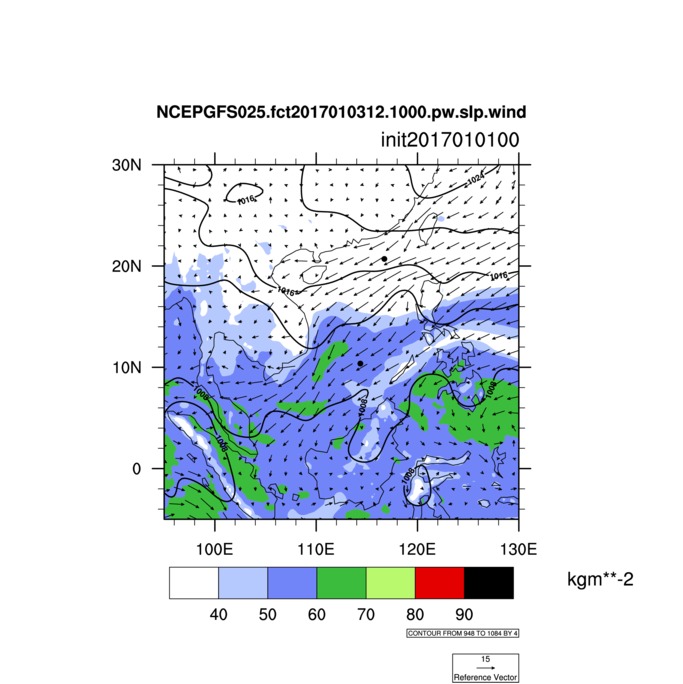 NCEPGFS025.fct2017010312.1000.pw.slp.wind
init2017010100
30N
1024
1016
20N
1016
1016
10N
1008
1008
1008
1008
0
1008
100E 110E 120E 130E
kgm**-2
40 50 60 70 80 90
CONTOUR FROM 948 TO 1084 BY 4
15
Reference Vector